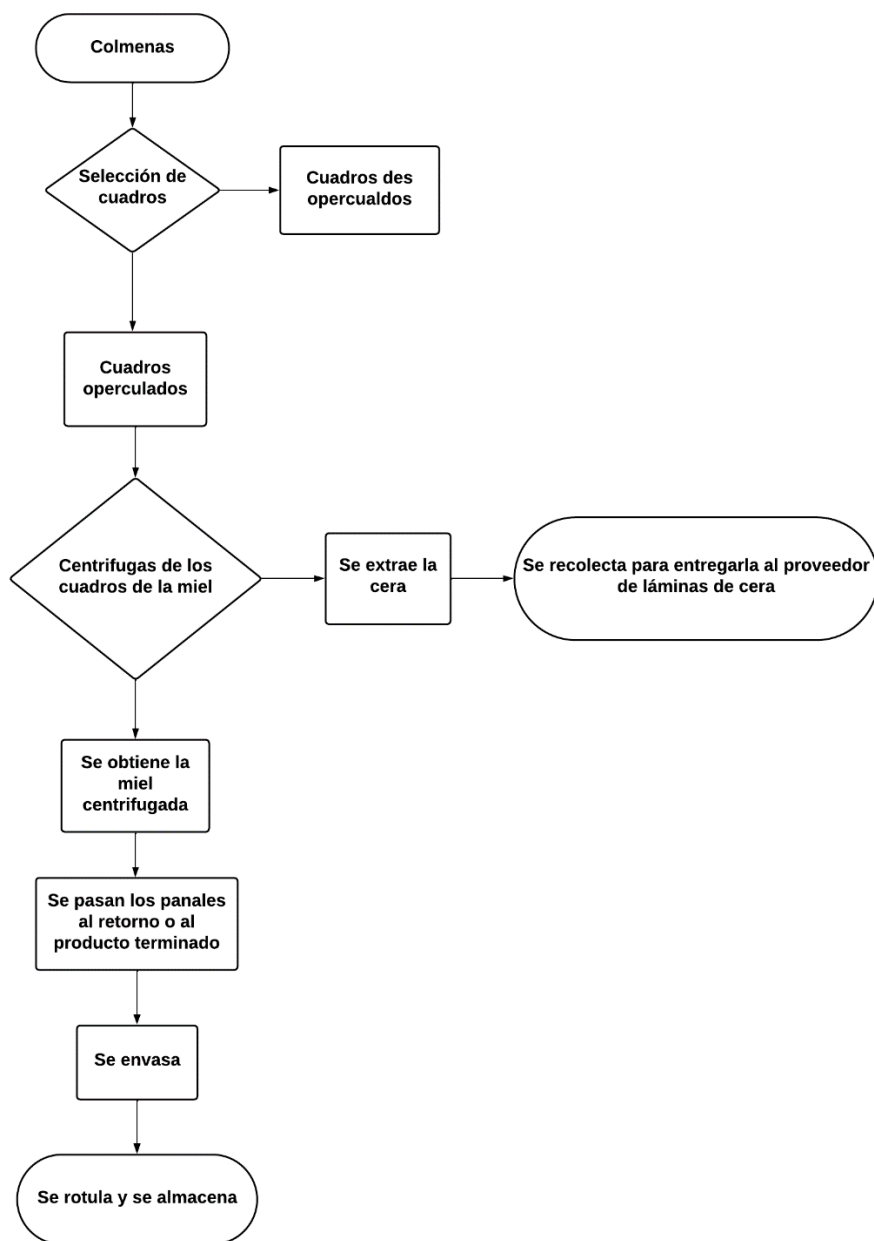 Colmenas
Selección de
cuadros
Cuadros des
opercualdos
Cuadros
operculados
Centrifugas de los
cuadros de la miel
Se extrae la
cera
Se recolecta para entregarla al proveedor
de láminas de cera
Se obtiene la
miel
centrifugada
Se pasan los panales
al retorno o al
producto terminado
Se envasa
Se rotula y se almacena